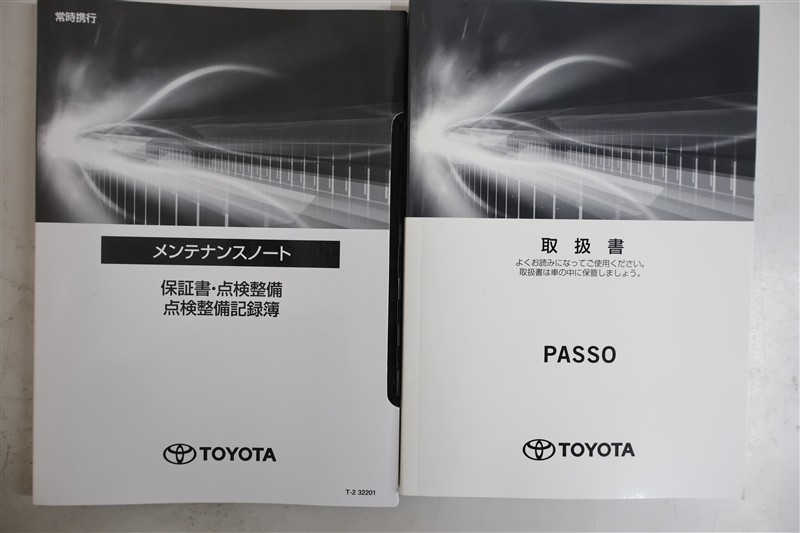 常時携行
メンテナンスノート
保証書・点検整備
点検整備記録簿
TOYOTA
T-2 32201
取扱書
よくお読みになってご使用ください。
取扱書は車の中に保管しましょう。
PASSO
TOYOTA